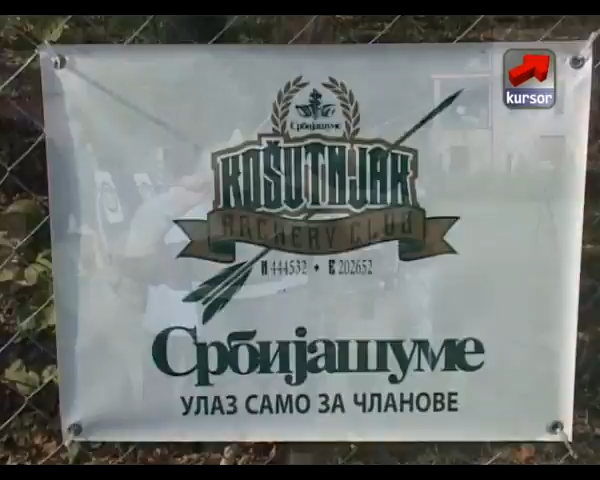 kursor
Србијашуме
KOŠUTNJAK
ARCHERY CLUB
N 444532 • E 202652
Србијашуме
УЛАЗ САМО ЗА ЧЛАНОВЕ